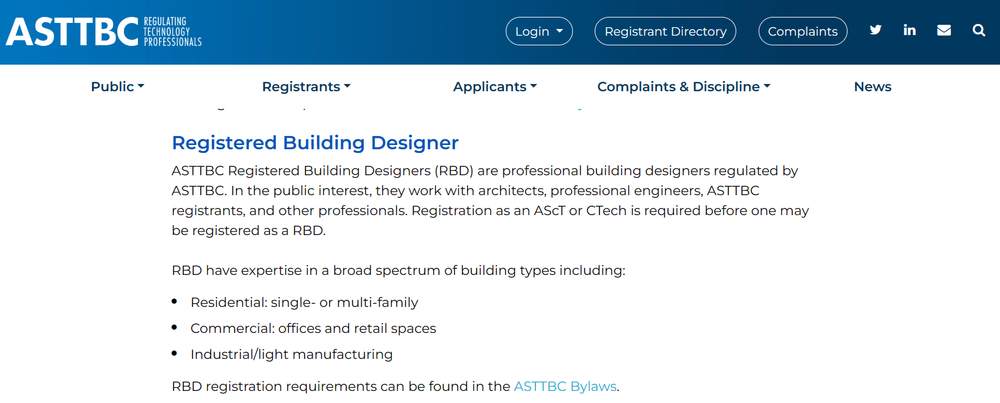 ASTTBC
REGULATING
TECHNOLOGY
PROFESSIONALS
Login
Registrant Directory
Complaints
Public
Registrants
Applicants
Complaints & Discipline
News
Registered Building Designer
ASTTBC Registered Building Designers (RBD) are professional building designers regulated by
ASTTBC. In the public interest, they work with architects, professional engineers, ASTTBC
registrants, and other professionals. Registration as an AScT or CTech is required before one may
be registered as a RBD.
RBD have expertise in a broad spectrum of building types including:
• Residential: single- or multi-family
• Commercial: offices and retail spaces
• Industrial/light manufacturing
RBD registration requirements can be found in the ASTTBC Bylaws.